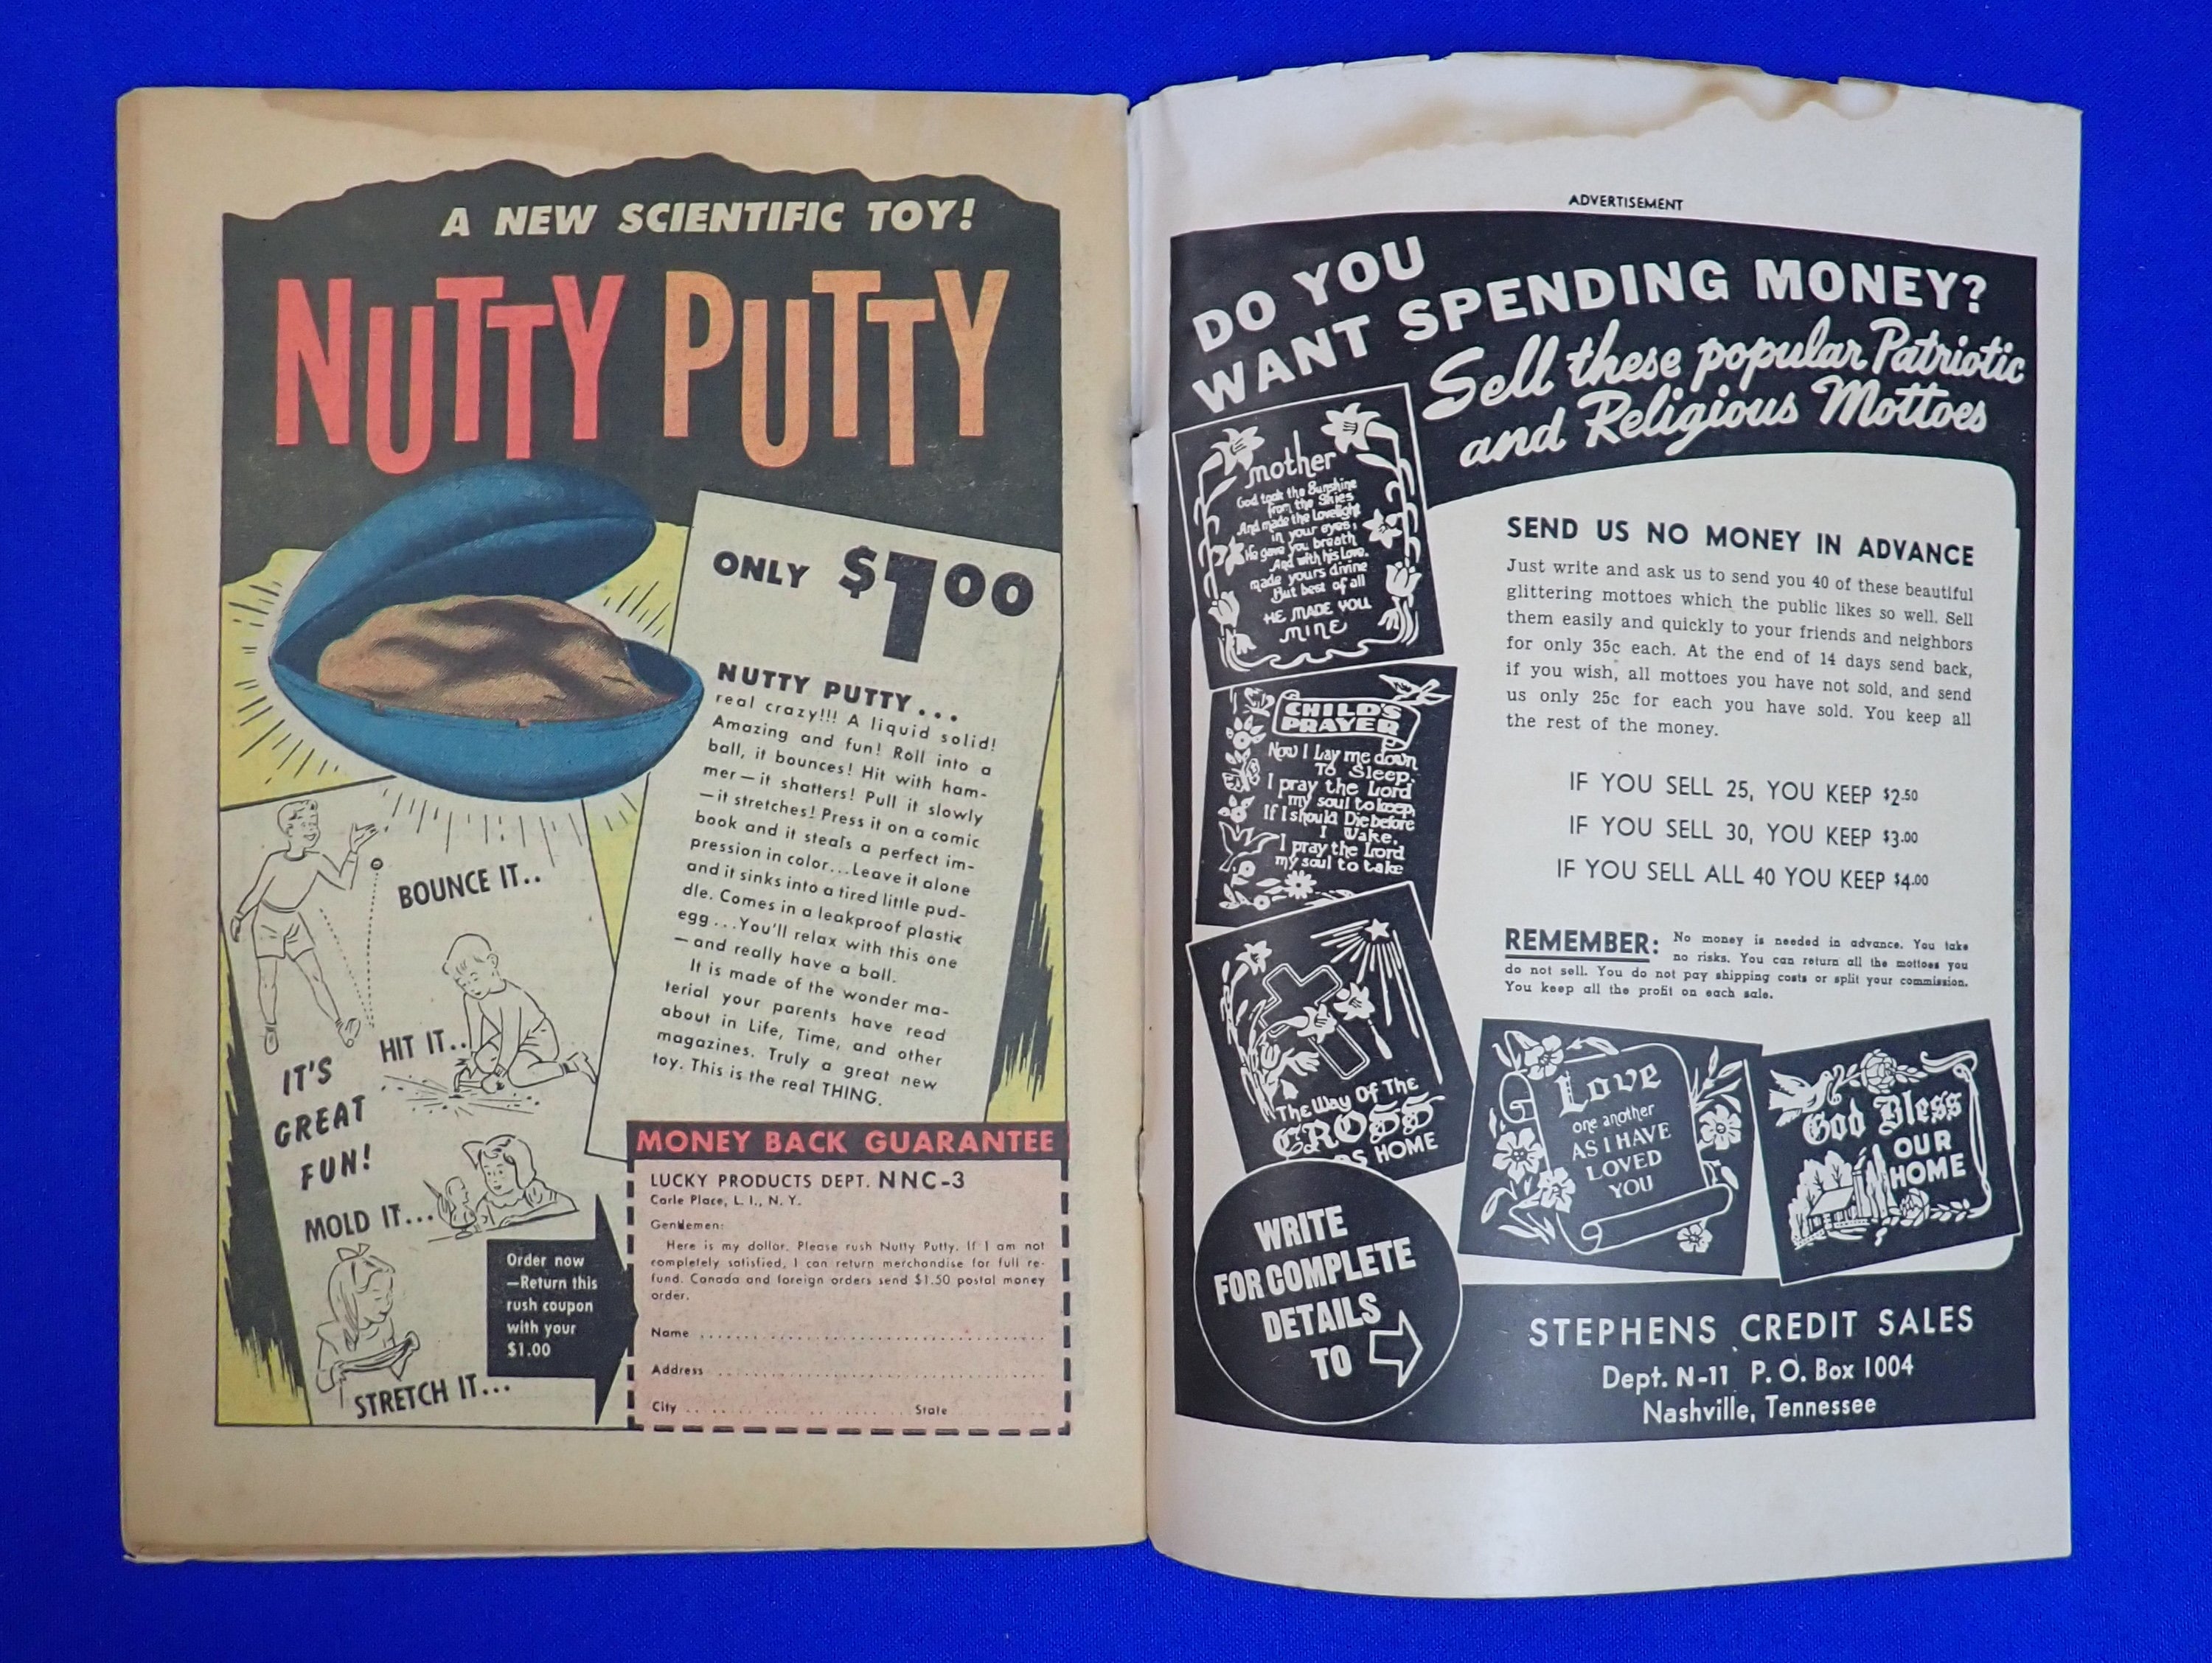 A NEW SCIENTIFIC TOY!
NUTTY PUTTY
ONLY $1.00
NUTTY PUTTY...
real crazy!!! A liquid solid!
Amazing and fun! Roll into a
ball, it bounces! Hit with ham-
mer—it shatters! Pull it slowly
—it stretches! Press it on a comic
book and it steals a perfect im-
pression in color...Leave it alone
and it sinks into a tired little pud-
dle. Comes in a leakproof plastic
egg...You'll relax with this one
—and really have a ball.
It is made of the wonder ma-
terial your parents have read
about in Life, Time, and other
magazines. Truly a great new
toy. This is the real THING.
BOUNCE IT..
HIT IT..
IT'S
GREAT
FUN!
MOLD IT...
STRETCH IT...
Order now
—Return this
rush coupon
with your
$1.00
MONEY BACK GUARANTEE
LUCKY PRODUCTS DEPT. NNC-3
Carle Place, L. I., N. Y.
Gentlemen:
Here is my dollar. Please rush Nutty Putty. If I am not
completely satisfied, I can return merchandise for full re-
fund. Canada and foreign orders send $1.50 postal money
order.
Name
Address
City State
ADVERTISEMENT
DO YOU
WANT SPENDING MONEY?
Sell these popular Patriotic
and Religious Mottoes
mother
God took the Sunshine
from the Skies
And made the Lovelight
in your eyes,
He gave you breath
And with his Love.
made yours divine
But best of all
HE MADE YOU
MINE
CHILD'S
PRAYER
Now I Lay me down
To Sleep.
I pray the Lord
my soul to keep,
If I should Die before
I Wake,
I pray the Lord
my soul to take
The Way Of The
CROSS
DS HOME
SEND US NO MONEY IN ADVANCE
Just write and ask us to send you 40 of these beautiful
glittering mottoes which the public likes so well. Sell
them easily and quickly to your friends and neighbors
for only 35c each. At the end of 14 days send back,
if you wish, all mottoes you have not sold, and send
us only 25c for each you have sold. You keep all
the rest of the money.
IF YOU SELL 25, YOU KEEP $2.50
IF YOU SELL 30, YOU KEEP $3.00
IF YOU SELL ALL 40 YOU KEEP $4.00
REMEMBER: No money is needed in advance. You take
no risks. You can return all the mottoes you
do not sell. You do not pay shipping costs or split your commission.
You keep all the profit on each sale.
Love
one another
AS I HAVE
LOVED
YOU
God Bless
OUR
HOME
WRITE
FOR COMPLETE
DETAILS
TO
STEPHENS CREDIT SALES
Dept. N-11 P. O. Box 1004
Nashville, Tennessee